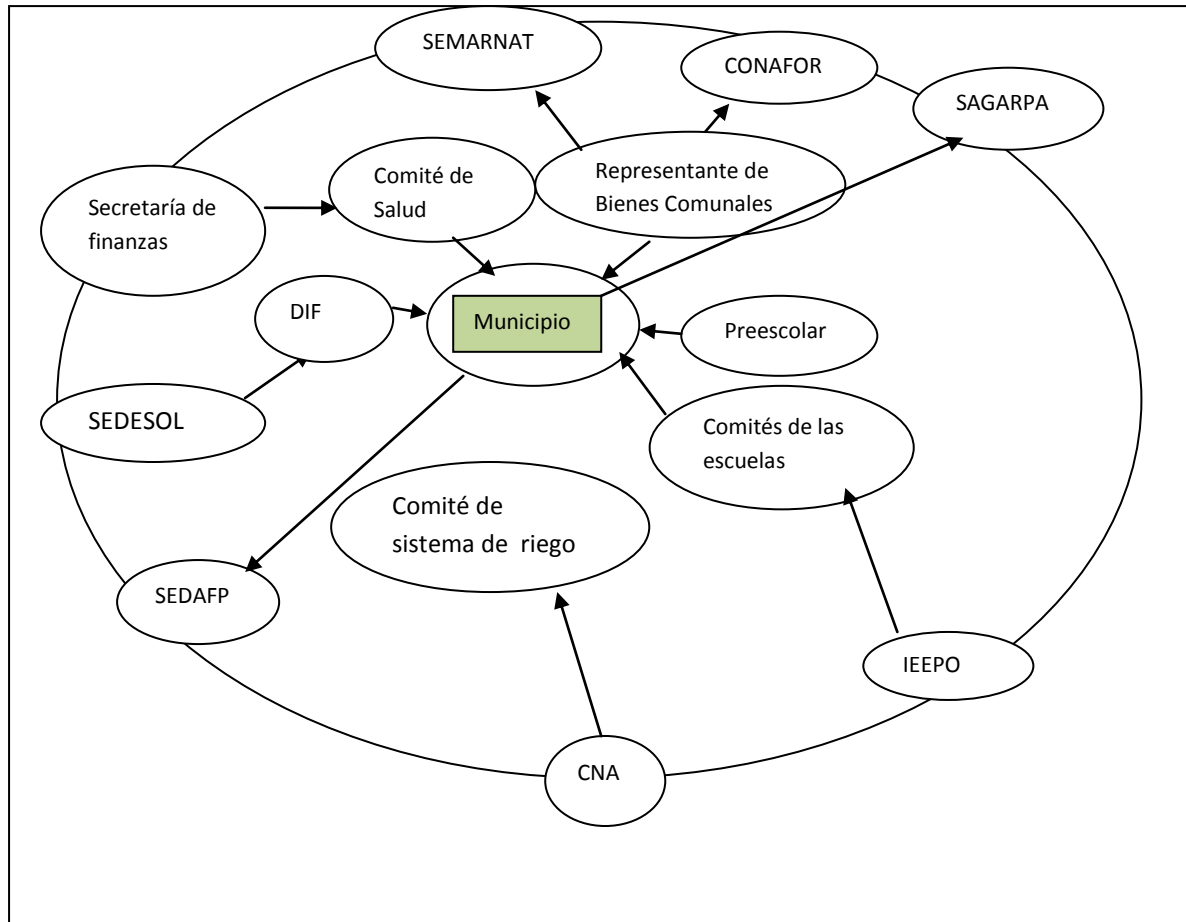 SEMARNAT
CONAFOR
SAGARPA
Comité de
Salud
Representante de
Bienes Comunales
Secretaría de
finanzas
DIF
Municipio
Preescolar
SEDESOL
Comités de las
escuelas
Comité de
sistema de riego
SEDAFP
IEEPO
CNA